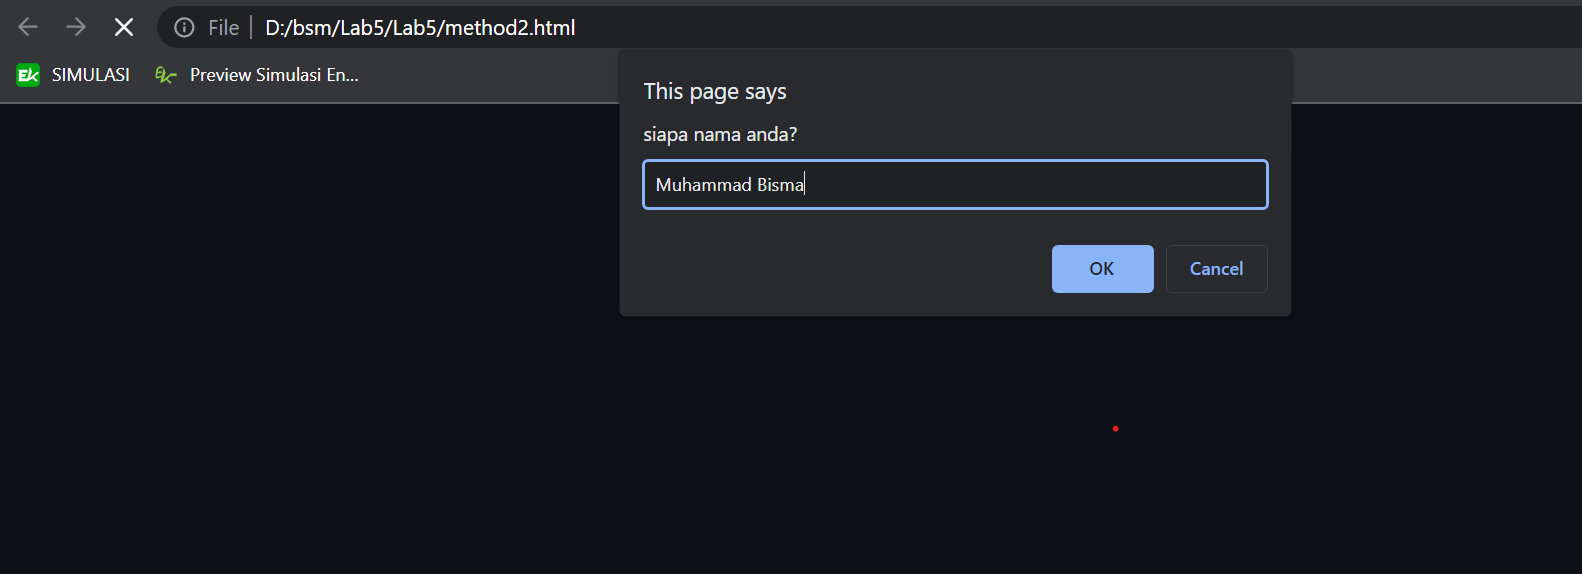 File D:/bsm/Lab5/Lab5/method2.html
EK SIMULASI EK Preview Simulasi En...
This page says
siapa nama anda?
Muhammad Bisma
OK Cancel